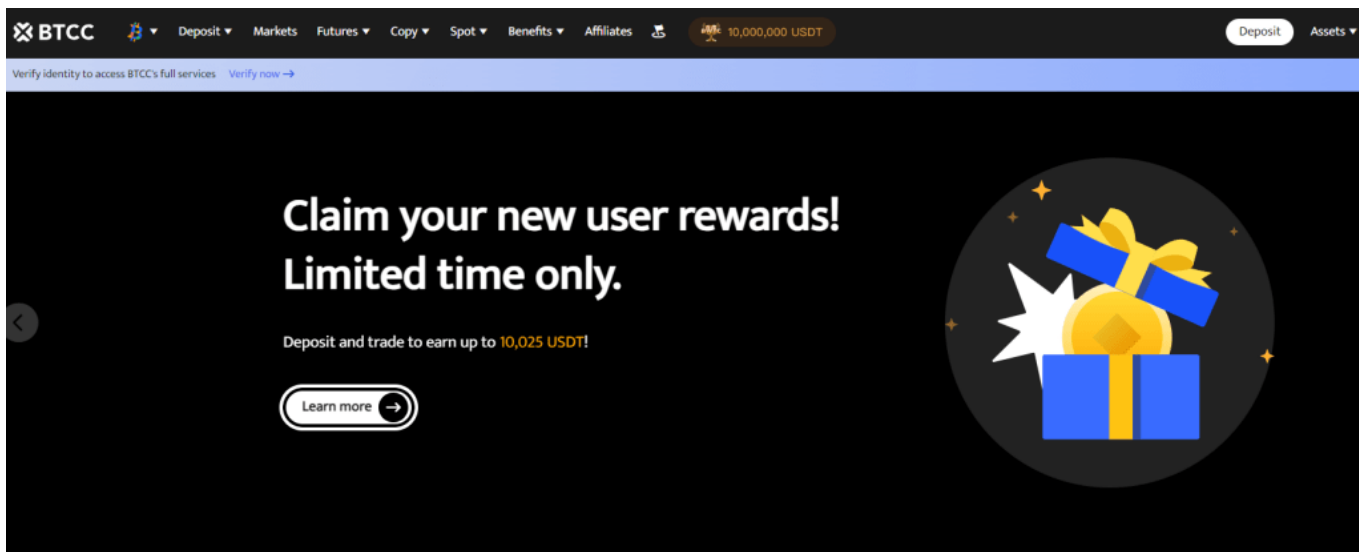 BTCC Deposit Markets Futures Copy Spot Benefits Affiliates 10,000,000 USDT Deposit Assets
Verify identity to access BTCC's full services Verify now →
Claim your new user rewards!
Limited time only.
Deposit and trade to earn up to 10,025 USDT!
Learn more